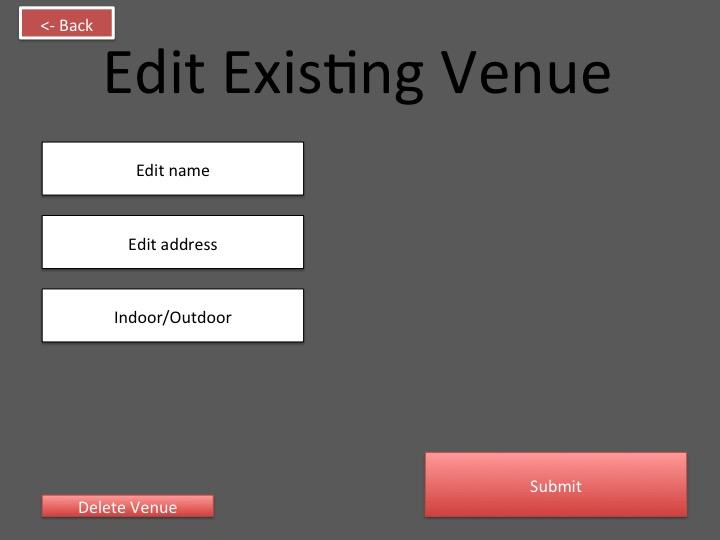 <- Back
Edit Existing Venue
Edit name
Edit address
Indoor/Outdoor
Submit
Delete Venue